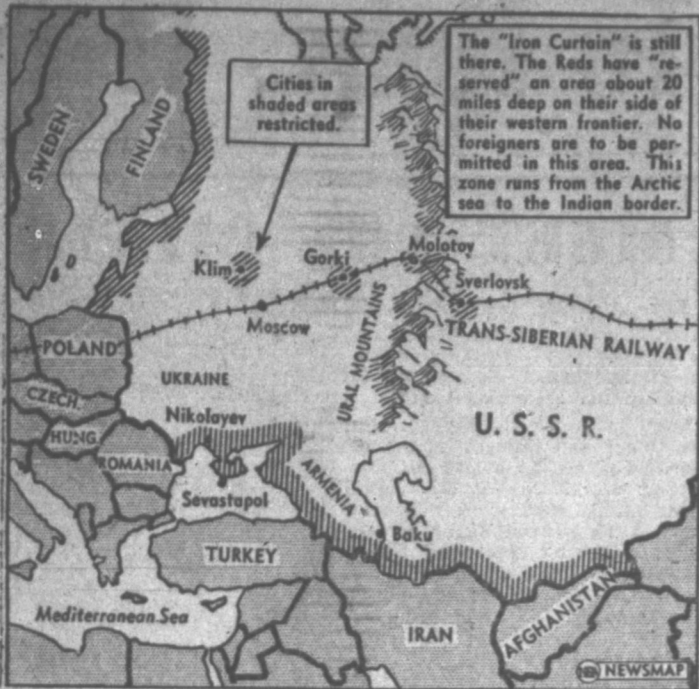 The "Iron Curtain" is still
there. The Reds have "re-
served" an area about 20
miles deep on their side of
their western frontier. No
foreigners are to be per-
mitted in this area. This
zone runs from the Arctic
sea to the Indian border.
Cities in
shaded areas
restricted.
SWEDEN
FINLAND
Klim
Gorki
Molotov
Sverlovsk
Moscow
TRANS-SIBERIAN RAILWAY
URAL MOUNTAINS
POLAND
UKRAINE
CZECH.
Nikolayev
U. S. S. R.
HUNG.
ROMANIA
ARMENIA
Sevastapol
Baku
TURKEY
Mediterranean Sea
IRAN
AFGHANISTAN
NEWSMAP